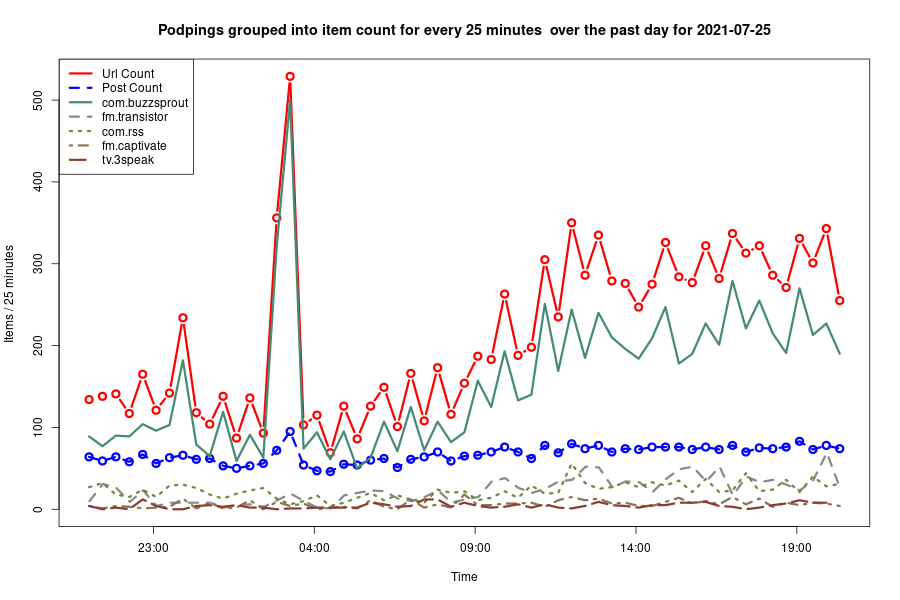 Podpings grouped into item count for every 25 minutes  over the past day for 2021-07-25
Url Count
Post Count
com.buzzsprout
fm.transistor
com.rss
fm.captivate
tv.3speak
Items / 25 minutes
500
400
300
200
100
0
23:00 04:00 09:00 14:00 19:00
Time